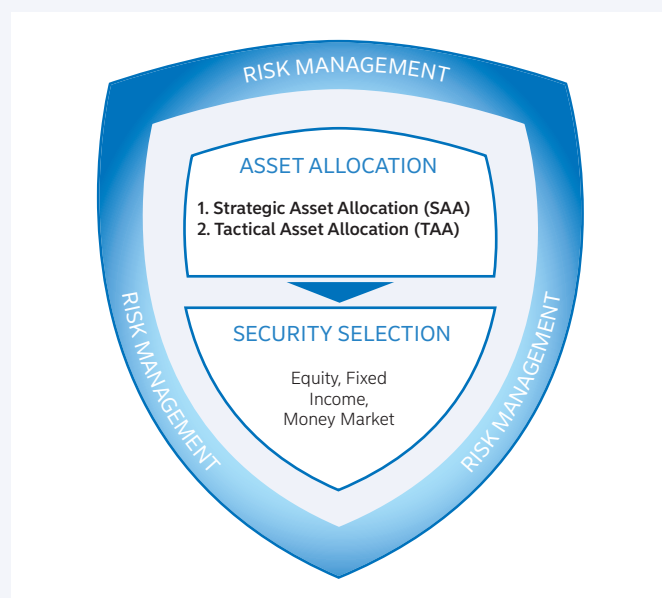 RISK MANAGEMENT
ASSET ALLOCATION
1. Strategic Asset Allocation (SAA)
2. Tactical Asset Allocation (TAA)
RISK MANAGEMENT
RISK MANAGEMENT
SECURITY SELECTION
Equity, Fixed
Income,
Money Market